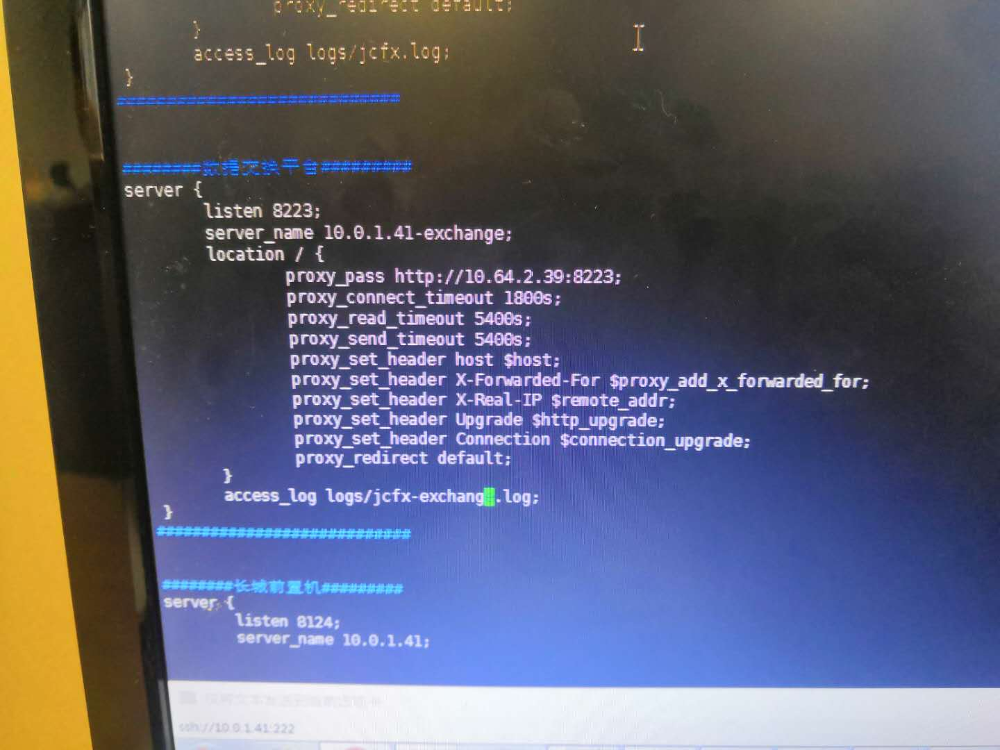 proxy_redirect default;
}
access_log logs/jcfx.log;
}
##########################
########数据交换平台#########
server {
listen 8223;
server_name 10.0.1.41-exchange;
location / {
proxy_pass http://10.64.2.39:8223;
proxy_connect_timeout 1800s;
proxy_read_timeout 5400s;
proxy_send_timeout 5400s;
proxy_set_header host $host;
proxy_set_header X-Forwarded-For $proxy_add_x_forwarded_for;
proxy_set_header X-Real-IP $remote_addr;
proxy_set_header Upgrade $http_upgrade;
proxy_set_header Connection $connection_upgrade;
proxy_redirect default;
}
access_log logs/jcfx-exchange.log;
}
##########################
########长城前置机#########
server {
listen 8124;
server_name 10.0.1.41;
ssh://10.0.1.41:222